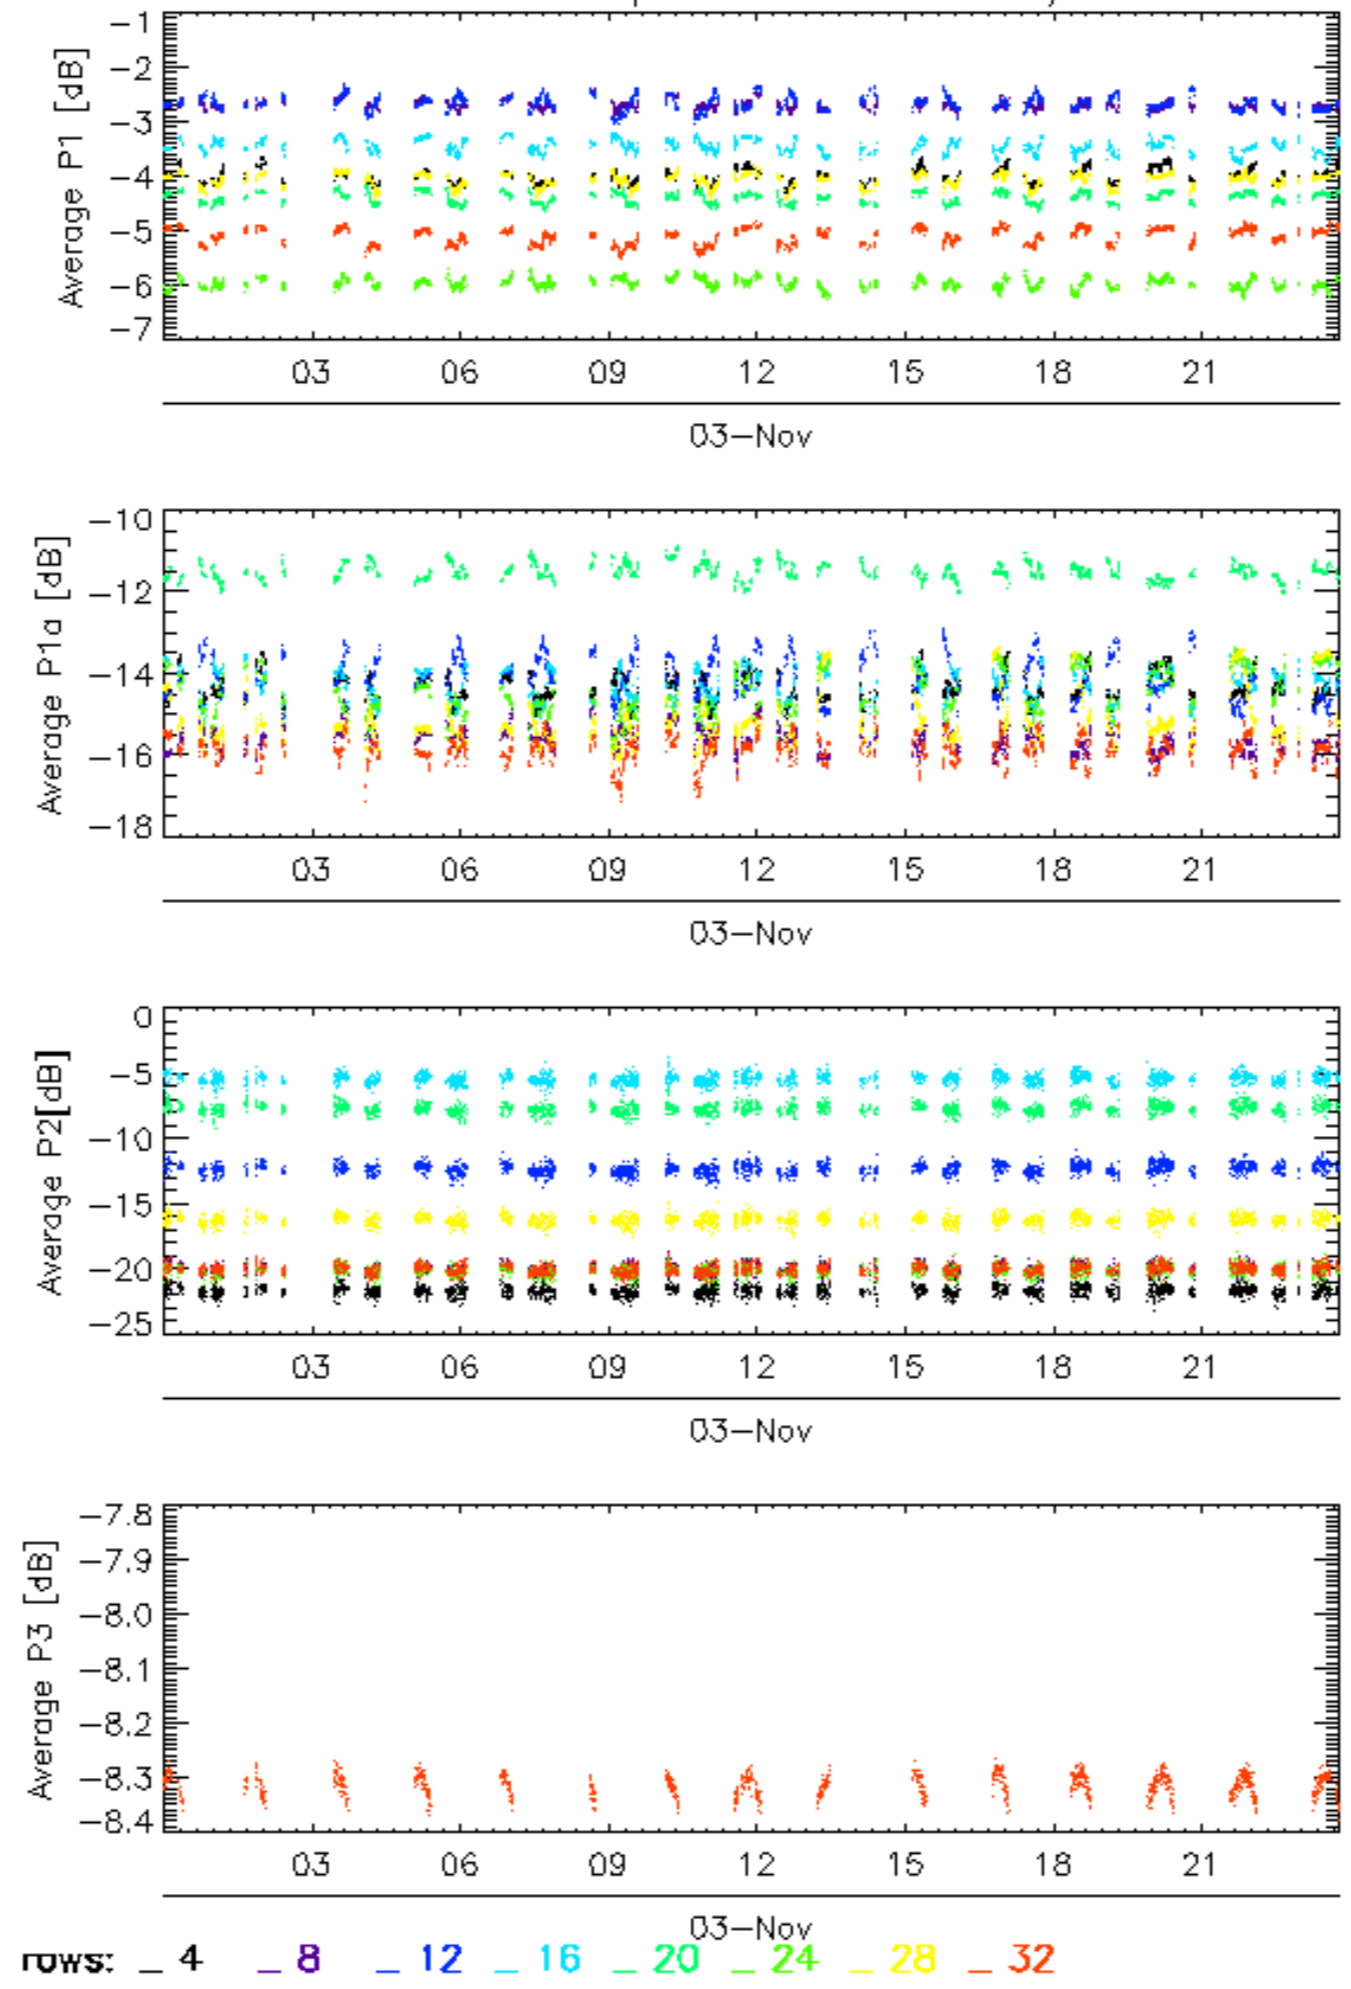 −1
−2
−3
−4
−5
−6
−7
Average P1 [dB]
03 06 09 12 15 18 21
03−Nov
−10
−12
−14
−16
−18
Average P1a [dB]
03 06 09 12 15 18 21
03−Nov
0
−5
−10
−15
−20
−25
Average P2[dB]
03 06 09 12 15 18 21
03−Nov
−7.8
−7.9
−8.0
−8.1
−8.2
−8.3
−8.4
Average P3 [dB]
03 06 09 12 15 18 21
03−Nov
rows: _ 4 _ 8 _ 12 _ 16 _ 20 _ 24 _ 28 _ 32